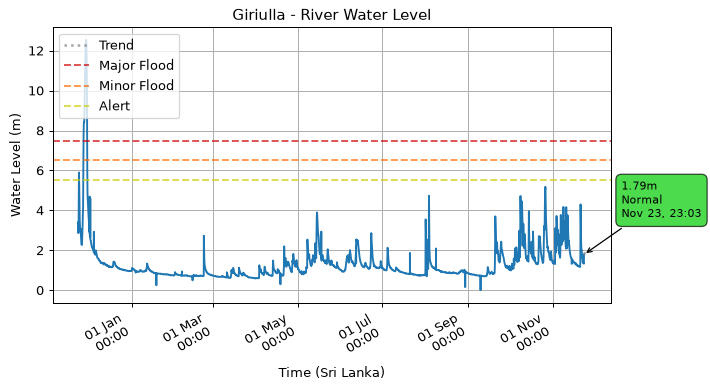 Giriulla - River Water Level
Trend
Major Flood
Minor Flood
Alert
12
10
8
6
4
2
0
Water Level (m)
1.79m
Normal
Nov 23, 23:03
01 Jan
00:00
01 Mar
00:00
01 May
00:00
01 Jul
00:00
01 Sep
00:00
01 Nov
00:00
Time (Sri Lanka)